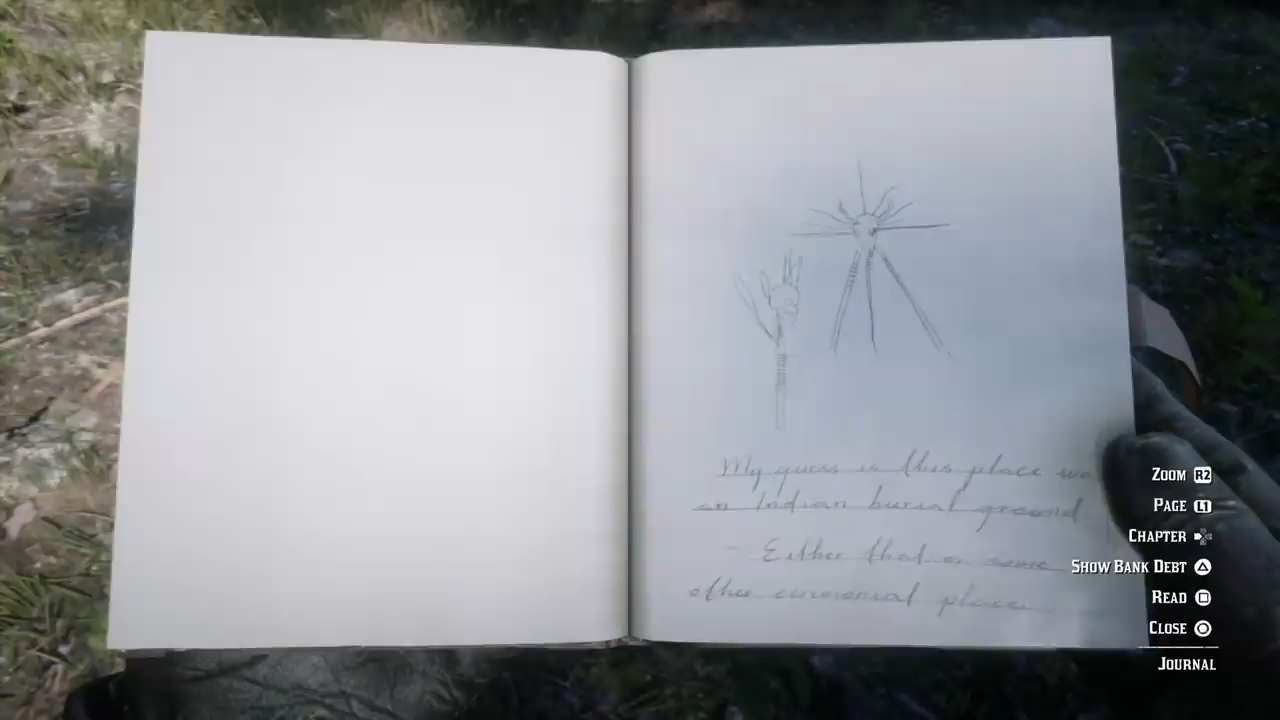 My guess is this place wa
an Indian burial ground
- Either that or some
other ceremonial place
ZOOM R2
PAGE L1
CHAPTER
SHOW BANK DEBT
READ
CLOSE
JOURNAL